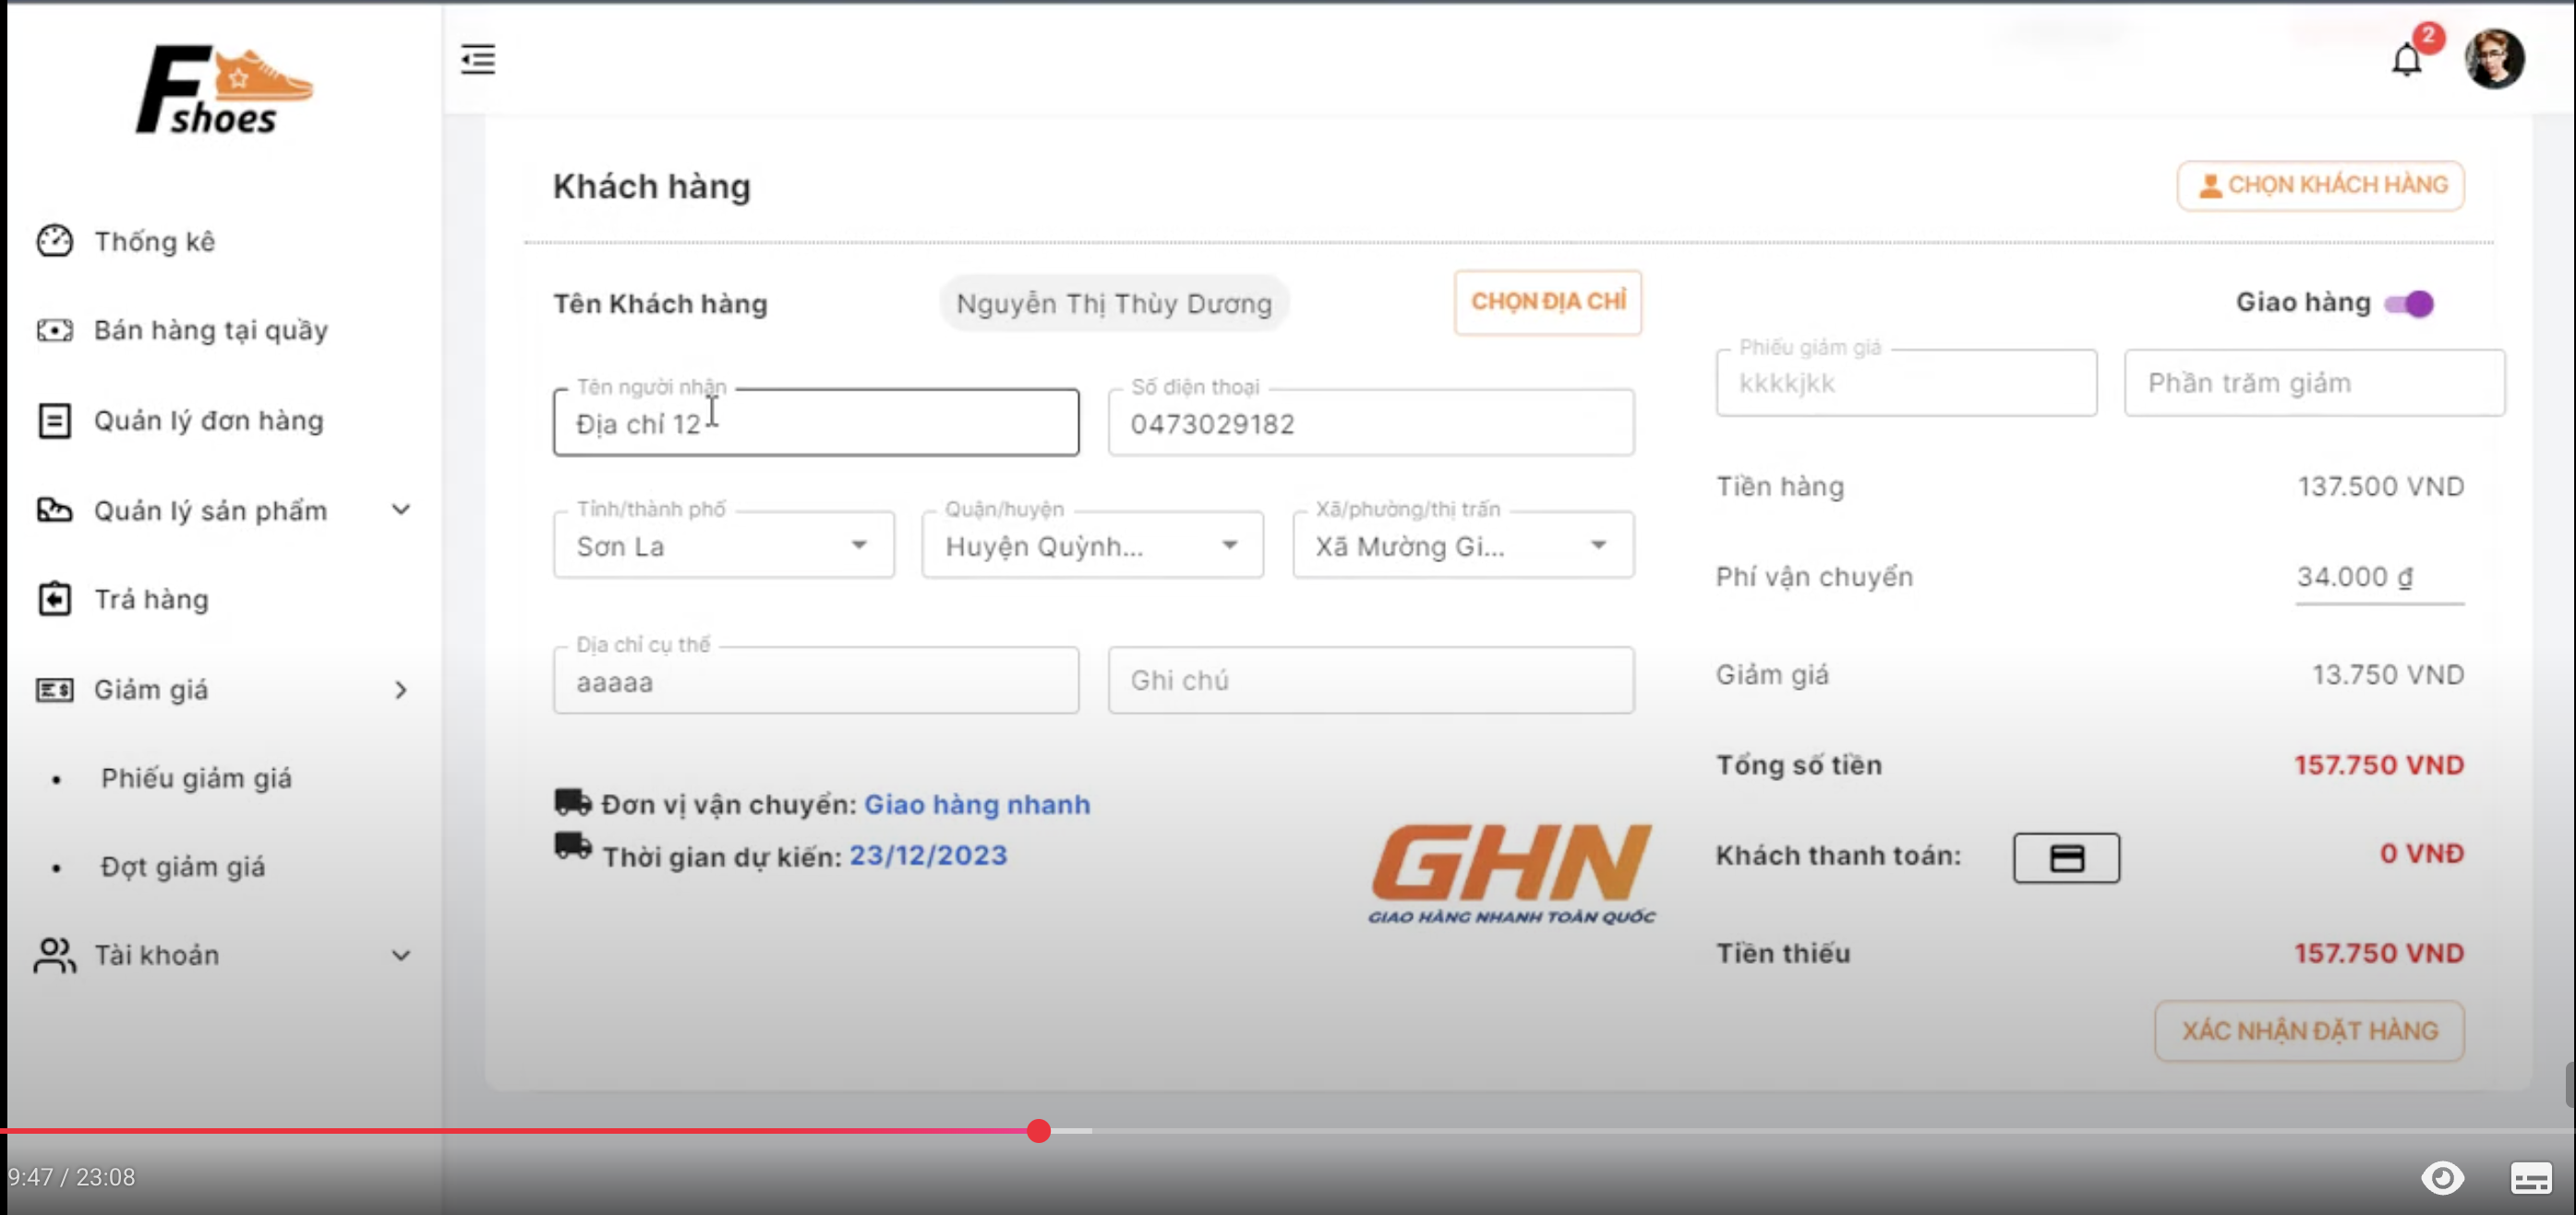 F shoes
2
Thống kê
Bán hàng tại quầy
Quản lý đơn hàng
Quản lý sản phẩm
Trả hàng
Giảm giá
Phiếu giảm giá
Đợt giảm giá
Tài khoản
Khách hàng
CHỌN KHÁCH HÀNG
Tên Khách hàng
Nguyễn Thị Thùy Dương
CHỌN ĐỊA CHỈ
Giao hàng
Tên người nhận
Địa chỉ 12
Số điện thoại
0473029182
Phiếu giảm giá
kkkkjkk
Phần trăm giảm
Tỉnh/thành phố
Sơn La
Quận/huyện
Huyện Quỳnh...
Xã/phường/thị trấn
Xã Mường Gi...
Địa chỉ cụ thể
aaaaa
Ghi chú
Tiền hàng 137.500 VND
Phí vận chuyển 34.000 ₫
Giảm giá 13.750 VND
Tổng số tiền 157.750 VND
Khách thanh toán: 0 VNĐ
Tiền thiếu 157.750 VND
XÁC NHẬN ĐẶT HÀNG
Đơn vị vận chuyển: Giao hàng nhanh
Thời gian dự kiến: 23/12/2023
GHN
GIAO HÀNG NHANH TOÀN QUỐC
9:47 / 23:08